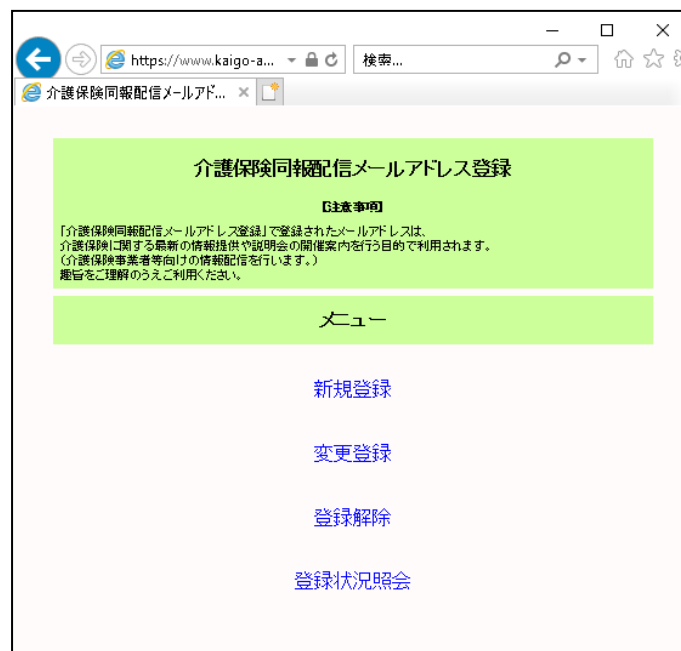 https://www.kaigo-a...
検索...
介護保険同報配信メールアド...
介護保険同報配信メールアドレス登録
【注意事項】
「介護保険同報配信メールアドレス登録」で登録されたメールアドレスは、
介護保険に関する最新の情報提供や説明会の開催案内を行う目的で利用されます。
（介護保険事業者等向けの情報配信を行います。）
趣旨をご理解のうえご利用ください。
メニュー
新規登録
変更登録
登録解除
登録状況照会